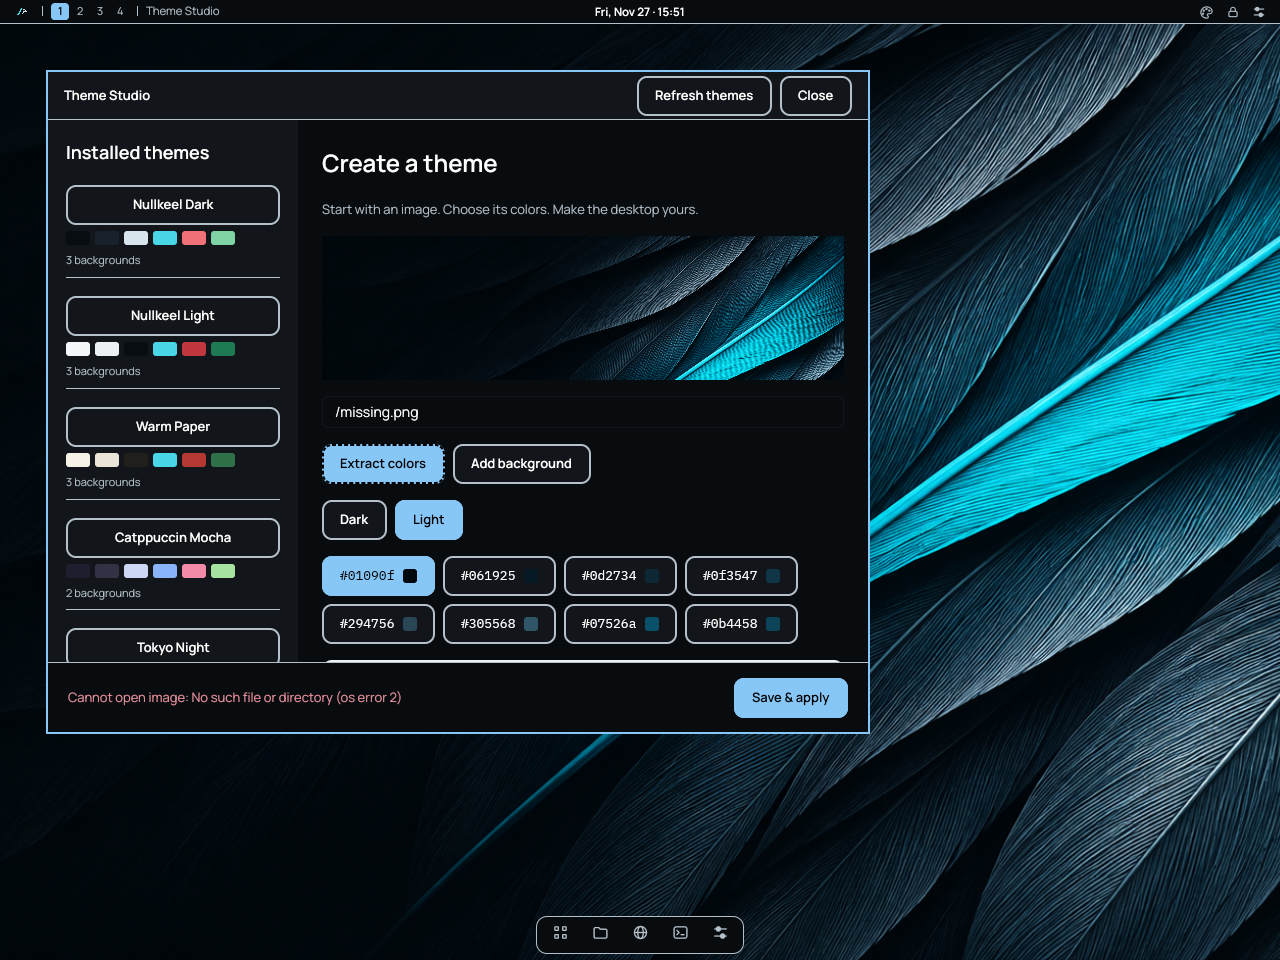 1 2 3 4 Theme Studio
Fri, Nov 27 · 15:51
Theme Studio
Refresh themes
Close
Installed themes
Nullkeel Dark
3 backgrounds
Nullkeel Light
3 backgrounds
Warm Paper
3 backgrounds
Catppuccin Mocha
2 backgrounds
Tokyo Night
Create a theme
Start with an image. Choose its colors. Make the desktop yours.
/missing.png
Extract colors
Add background
Dark
Light
#01090f
#061925
#0d2734
#0f3547
#294756
#305568
#07526a
#0b4458
Cannot open image: No such file or directory (os error 2)
Save & apply